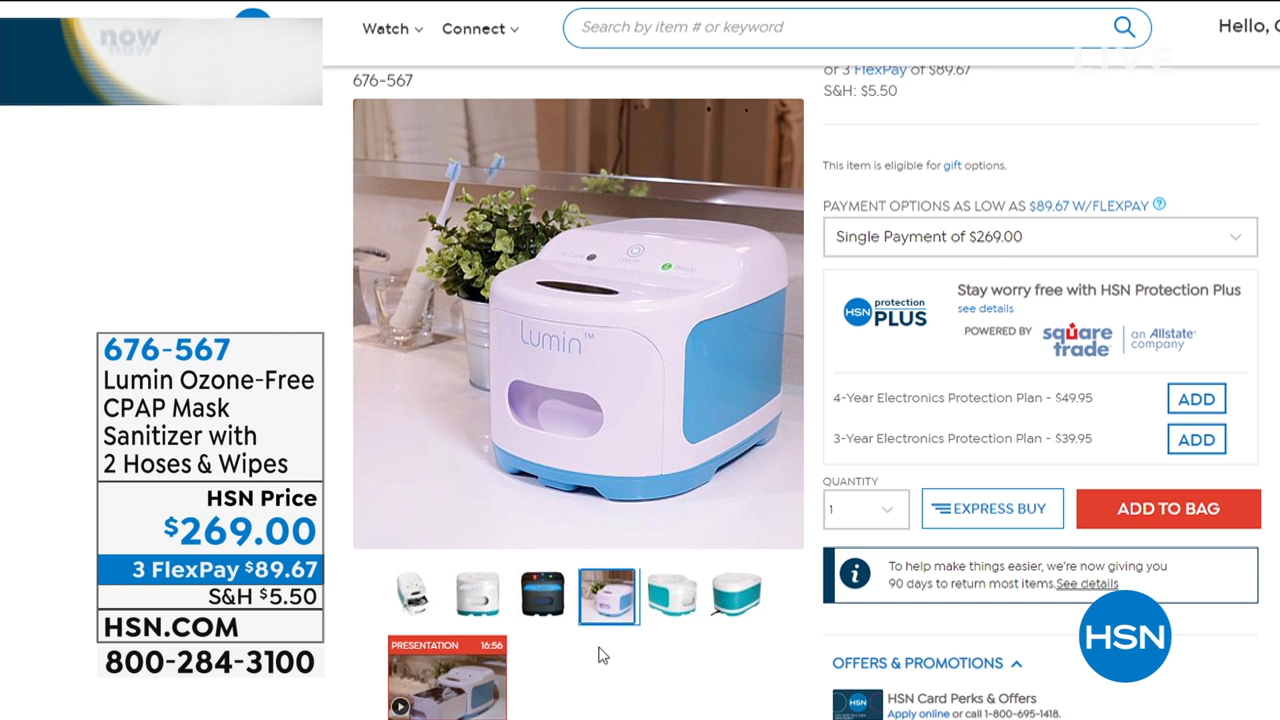 now
Watch
Connect
Search by item # or keyword
Hello,
LIVE
676-567
or 3 FlexPay of $89.67
S&H: $5.50
This item is eligible for gift options.
PAYMENT OPTIONS AS LOW AS $89.67 W/FLEXPAY ?
Single Payment of $269.00
HSN protection PLUS
Stay worry free with HSN Protection Plus
see details
POWERED BY square trade an Allstate company
4-Year Electronics Protection Plan - $49.95
ADD
3-Year Electronics Protection Plan - $39.95
ADD
QUANTITY
1
EXPRESS BUY
ADD TO BAG
i
To help make things easier, we're now giving you
90 days to return most items.See details
HSN
OFFERS & PROMOTIONS
HSN
HSN Card Perks & Offers
Apply online or call 1-800-695-1418.
Ready
Lumin™
PRESENTATION 16:56
676-567
Lumin Ozone-Free
CPAP Mask
Sanitizer with
2 Hoses & Wipes
HSN Price
$269.00
3 FlexPay $89.67
S&H $5.50
HSN.COM
800-284-3100